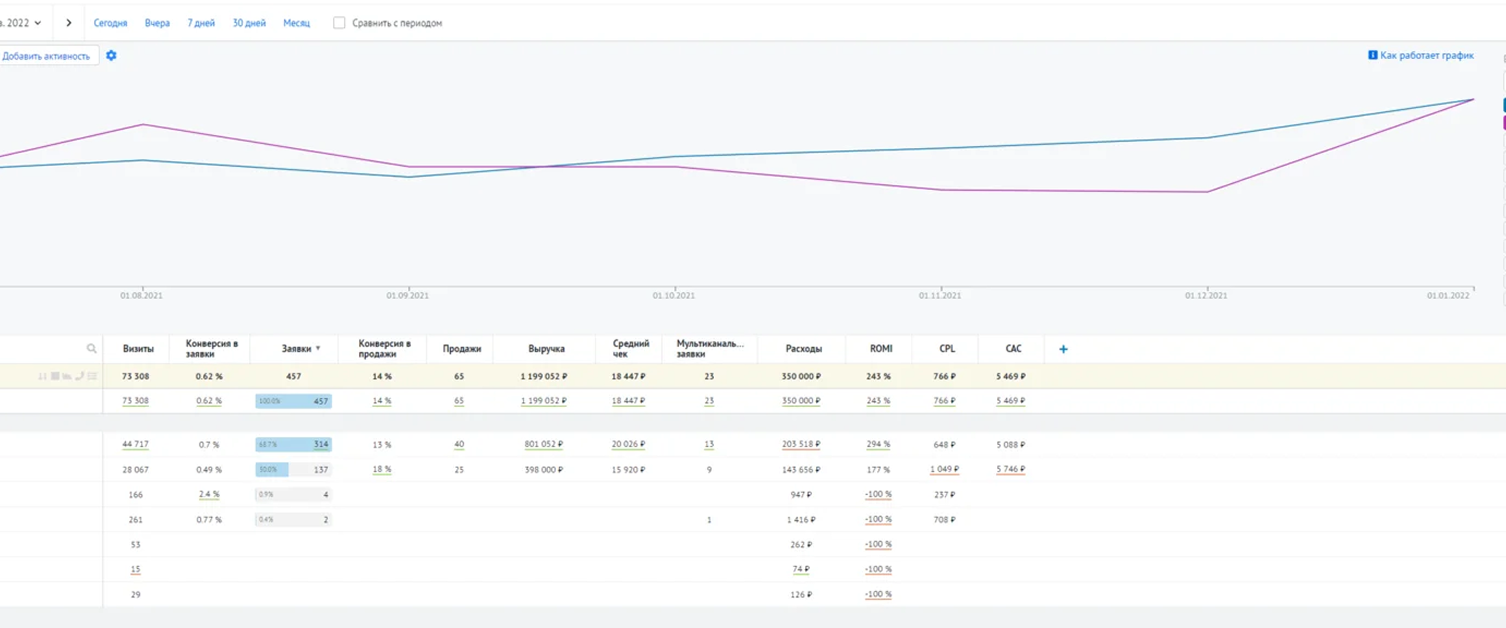 . 2022 Сегодня Вчера 7 дней 30 дней Месяц Сравнить с периодом
Добавить активность
Как работает график
01.08.2021 01.09.2021 01.10.2021 01.11.2021 01.12.2021 01.01.2022
Визиты Конверсия в заявки Заявки Конверсия в продажи Продажи Выручка Средний чек Мультиканаль... заявки Расходы ROMI CPL CAC
73 308 0.62 % 457 14 % 65 1 199 052 ₽ 18 447 ₽ 23 350 000 ₽ 243 % 766 ₽ 5 469 ₽
73 308 0.62 % 100.0% 457 14 % 65 1 199 052 ₽ 18 447 ₽ 23 350 000 ₽ 243 % 766 ₽ 5 469 ₽
44 717 0.7 % 68.7% 314 13 % 40 801 052 ₽ 20 026 ₽ 13 203 518 ₽ 294 % 648 ₽ 5 088 ₽
28 067 0.49 % 30.0% 137 18 % 25 398 000 ₽ 15 920 ₽ 9 143 656 ₽ 177 % 1 049 ₽ 5 746 ₽
166 2.4 % 0.9% 4 947 ₽ -100 % 237 ₽
261 0.77 % 0.4% 2 1 1 416 ₽ -100 % 708 ₽
53 262 ₽ -100 %
15 74 ₽ -100 %
29 126 ₽ -100 %